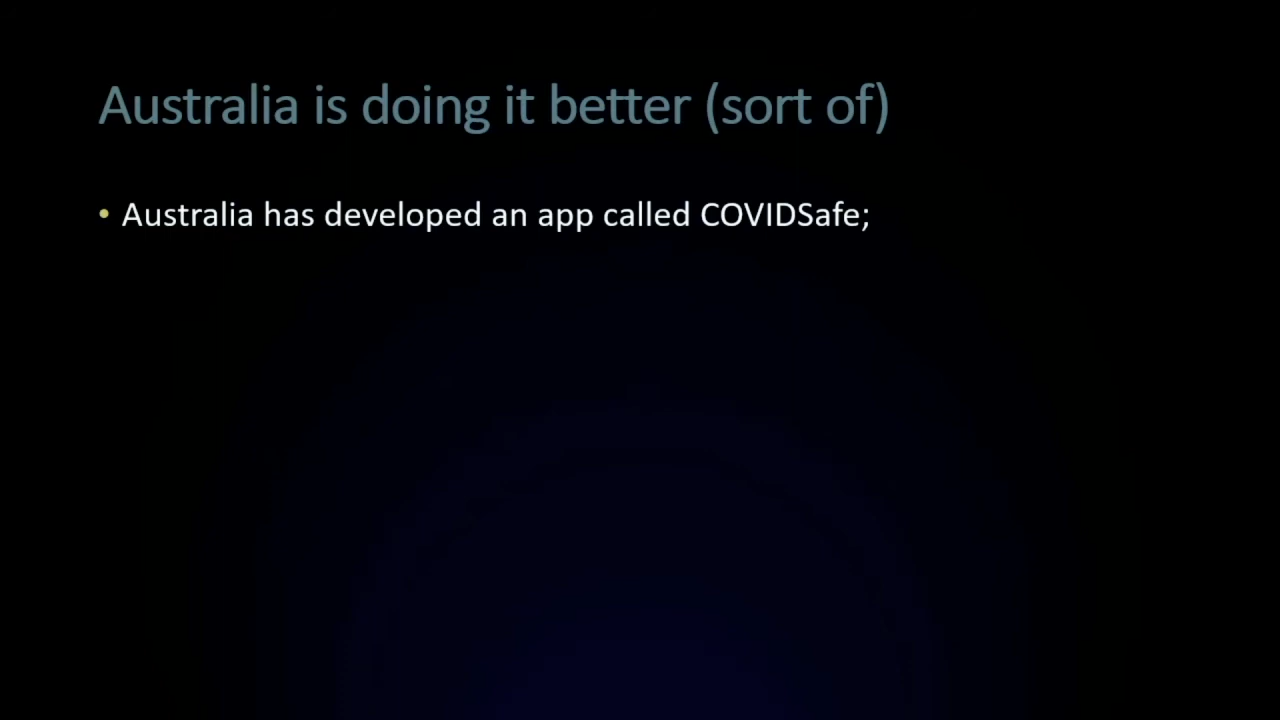 Australia is doing it better (sort of)
• Australia has developed an app called COVIDSafe;